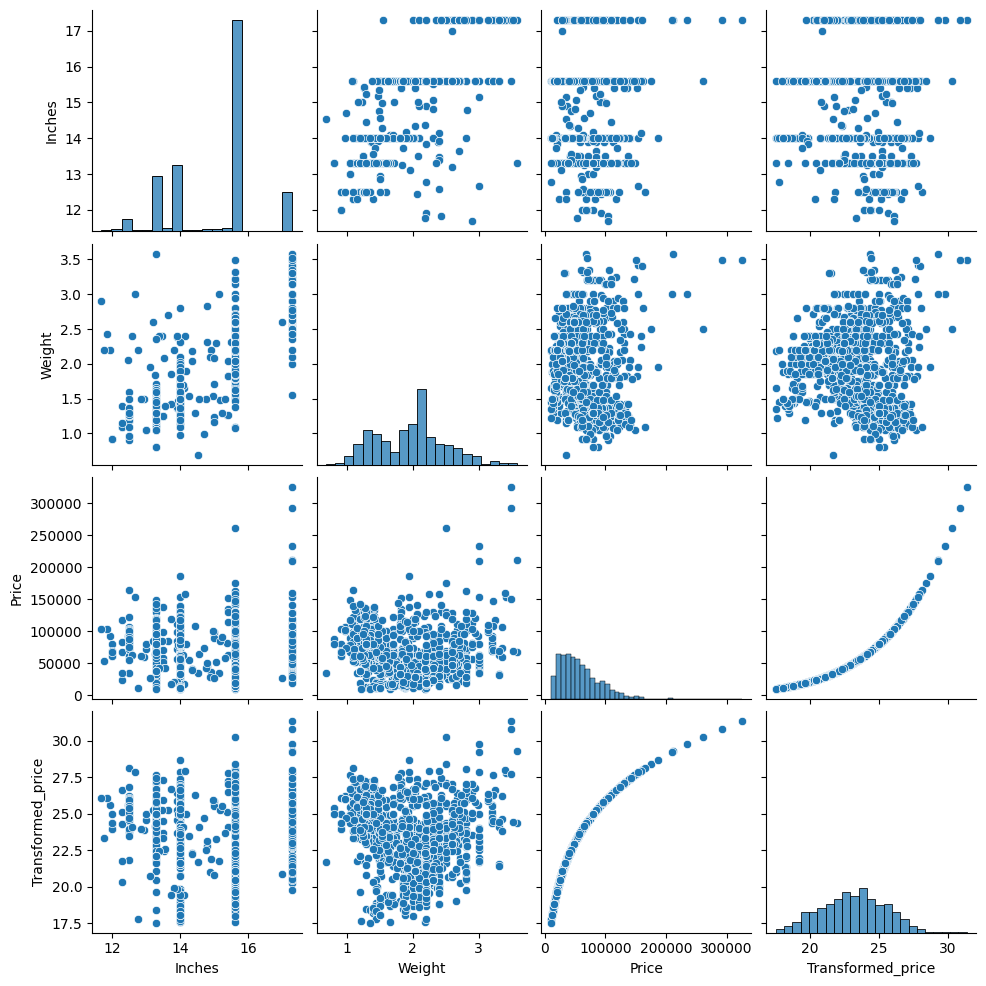 17
16
15
14
13
12
Inches
3.5
3.0
2.5
2.0
1.5
1.0
Weight
300000
250000
200000
150000
100000
50000
0
Price
30.0
27.5
25.0
22.5
20.0
17.5
Transformed_price
12 14 16
Inches
1 2 3
Weight
0 100000 200000 300000
Price
20 25 30
Transformed_price